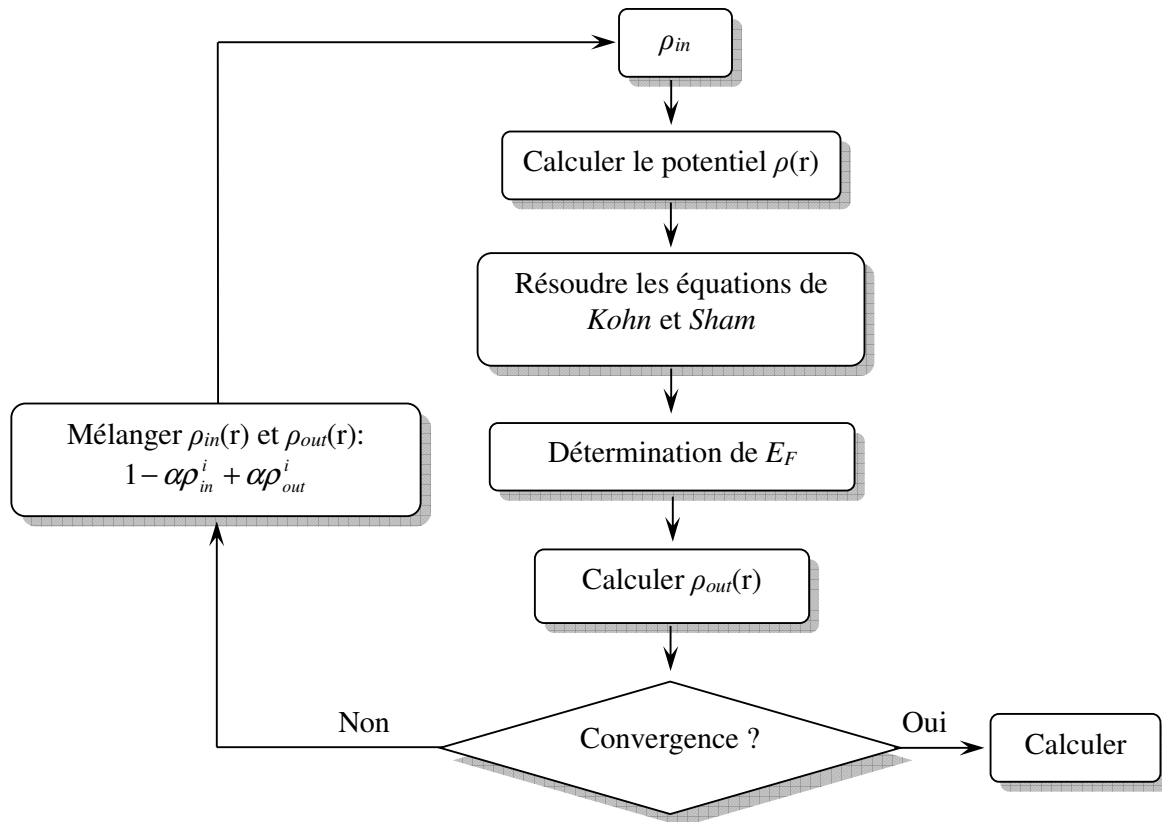 ρin
Calculer le potentiel ρ(r)
Résoudre les équations de
Kohn et Sham
Mélanger ρin(r) et ρout(r):
1−αρ^i_in + αρ^i_out
Détermination de EF
Calculer ρout(r)
Convergence ?
Non
Oui
Calculer